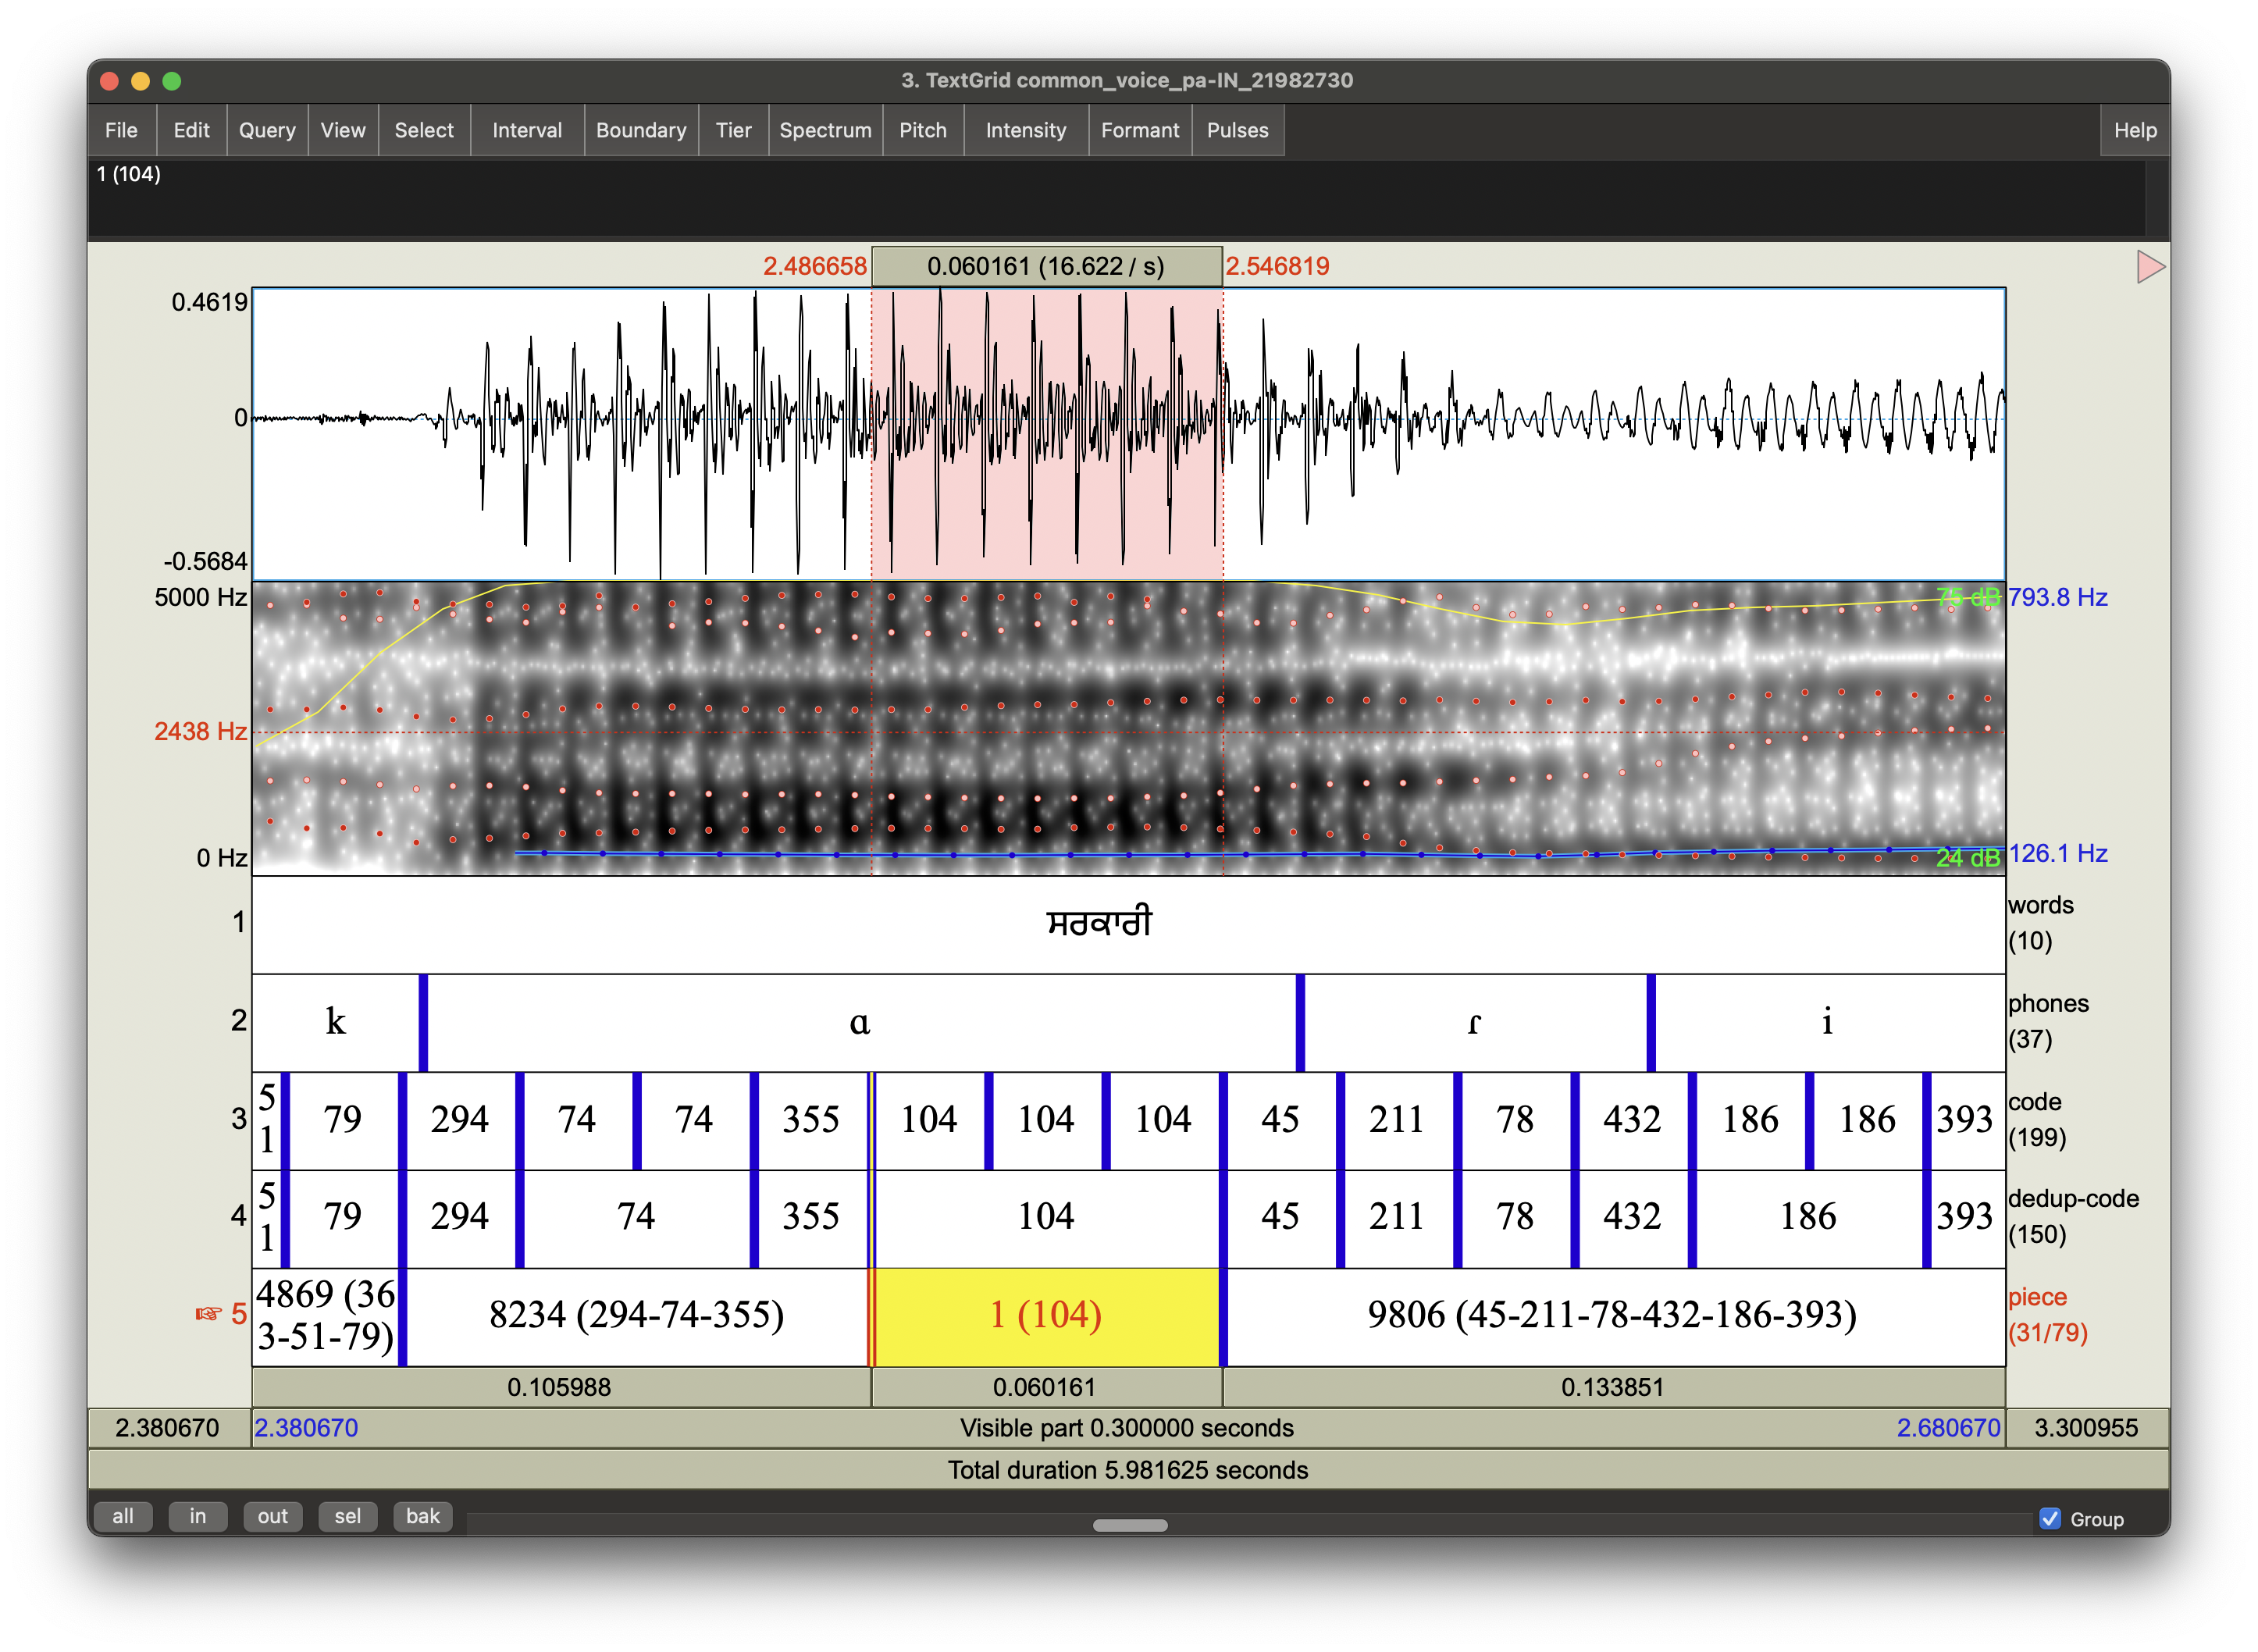 3. TextGrid common_voice_pa-IN_21982730
File Edit Query View Select Interval Boundary Tier Spectrum Pitch Intensity Formant Pulses Help
1 (104)
2.486658 0.060161 (16.622 / s) 2.546819
0.4619
0
-0.5684
5000 Hz 75 dB 793.8 Hz
2438 Hz
0 Hz 24 dB 126.1 Hz
1 ਸਰਕਾਰੀ words
(10)
2 k ɑ ɾ i phones
(37)
3 51 79 294 74 74 355 104 104 104 45 211 78 432 186 186 393 code
(199)
4 51 79 294 74 355 104 45 211 78 432 186 393 dedup-code
(150)
☞ 5 4869 (363-51-79) 8234 (294-74-355) 1 (104) 9806 (45-211-78-432-186-393) piece
(31/79)
0.105988 0.060161 0.133851
2.380670 2.380670 Visible part 0.300000 seconds 2.680670 3.300955
Total duration 5.981625 seconds
all in out sel bak Group